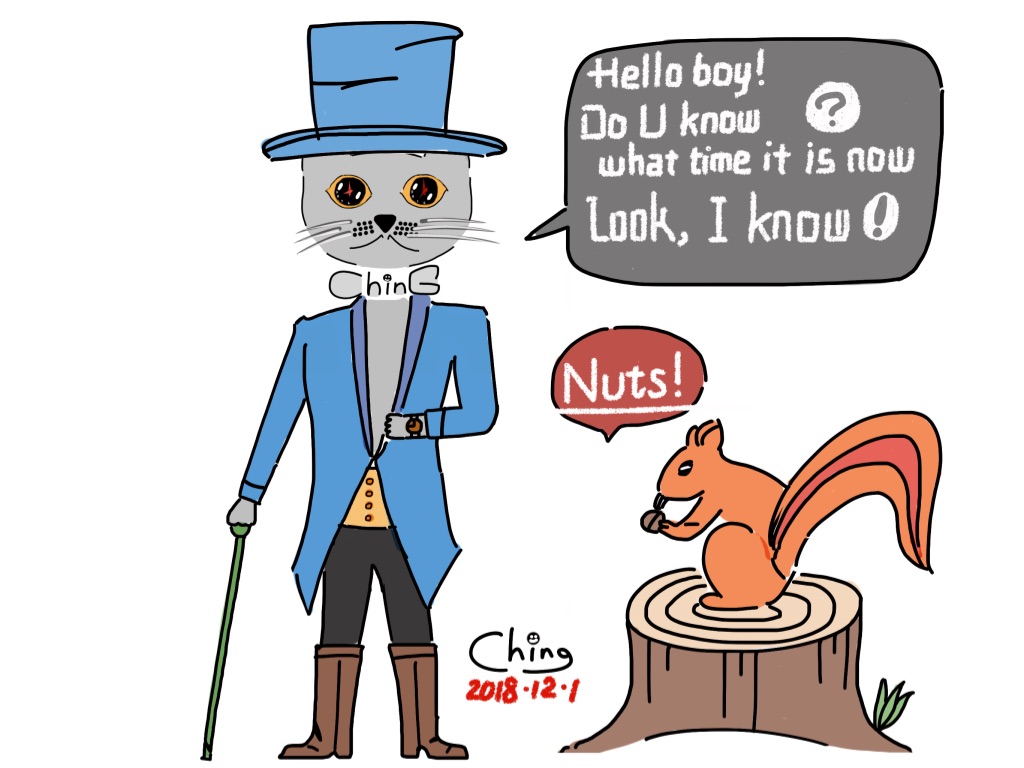 Hello boy!
Do U know ?
what time it is now
Look, I know !
ChinG
Nuts!
Ching
2018·12·1